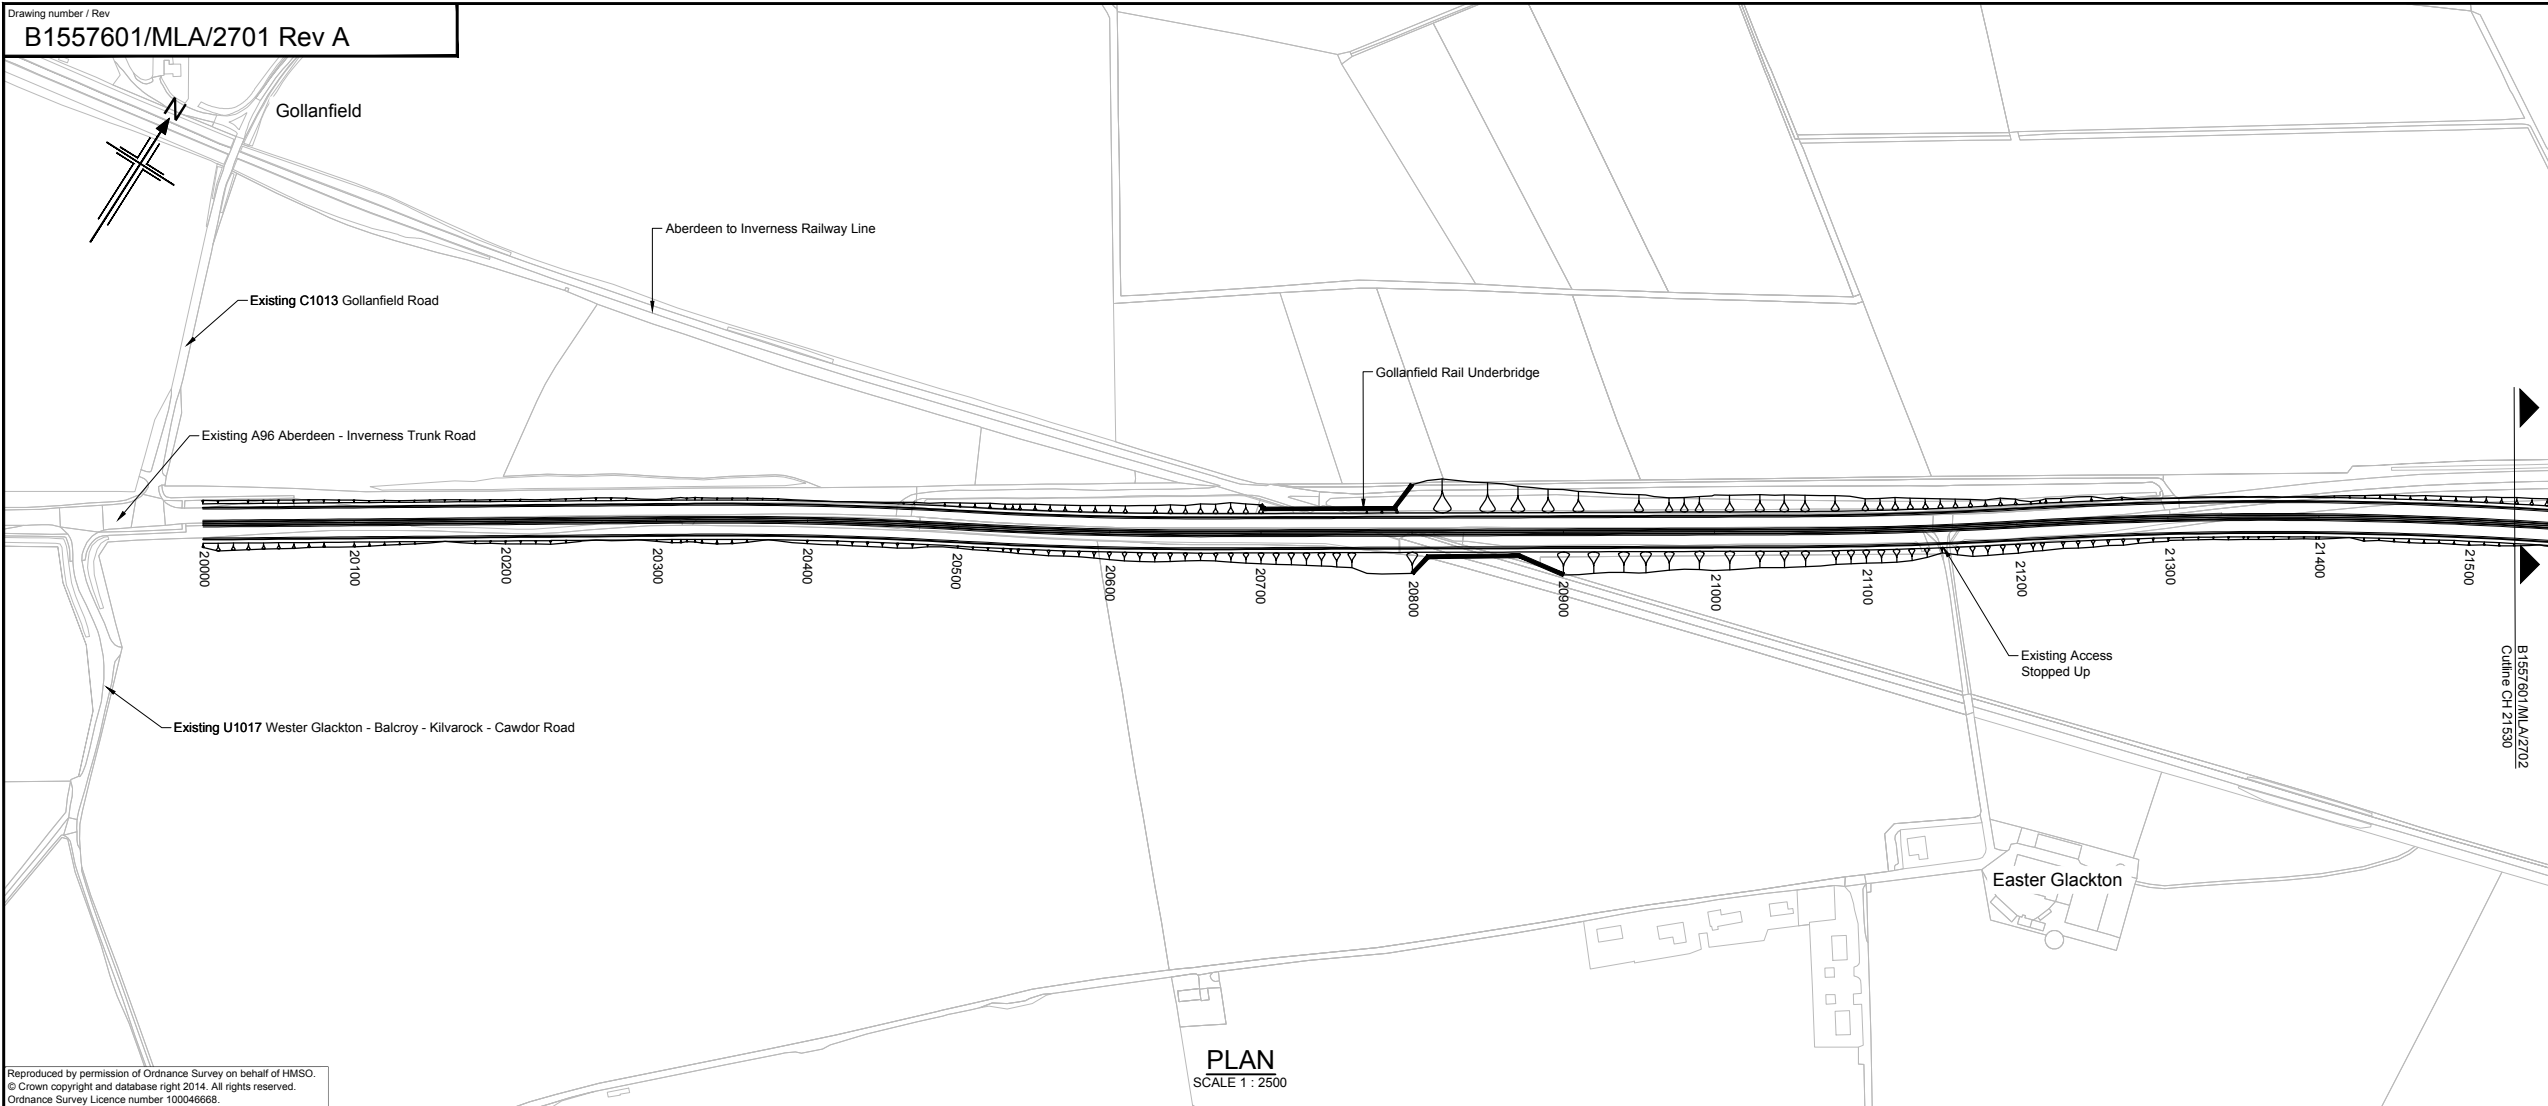 Drawing number / Rev
B1557601/MLA/2701 Rev A
N
Gollanfield
Aberdeen to Inverness Railway Line
Existing C1013 Gollanfield Road
Gollanfield Rail Underbridge
Existing A96 Aberdeen - Inverness Trunk Road
20000
20100
20200
20300
20400
20500
20600
20700
20800
20900
21000
21100
21200
21300
21400
21500
Existing Access
Stopped Up
B1557601/MLA/2702
Cutline CH 21530
Existing U1017 Wester Glackton - Balcroy - Kilvarock - Cawdor Road
Easter Glackton
PLAN
SCALE 1 : 2500
Reproduced by permission of Ordnance Survey on behalf of HMSO.
© Crown copyright and database right 2014. All rights reserved.
Ordnance Survey Licence number 100046668.